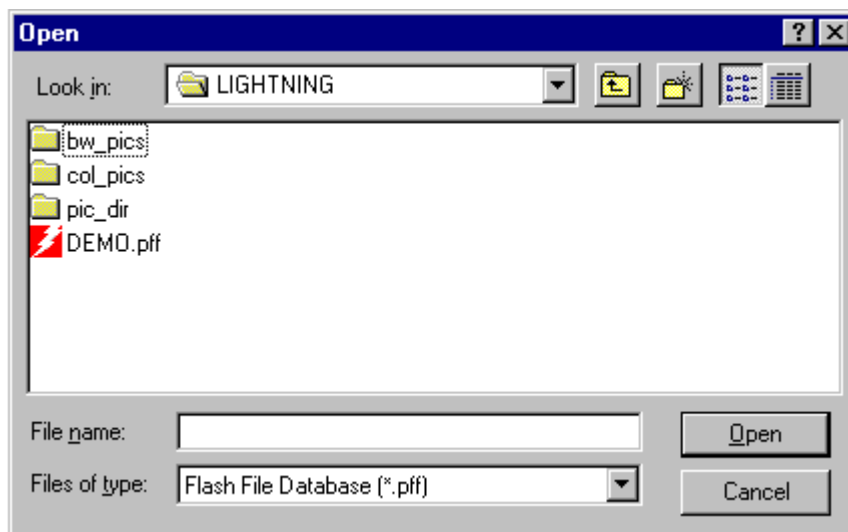 Open
Look in: LIGHTNING
bw_pics
col_pics
pic_dir
DEMO.pff
File name: Open
Files of type: Flash File Database (*.pff) Cancel